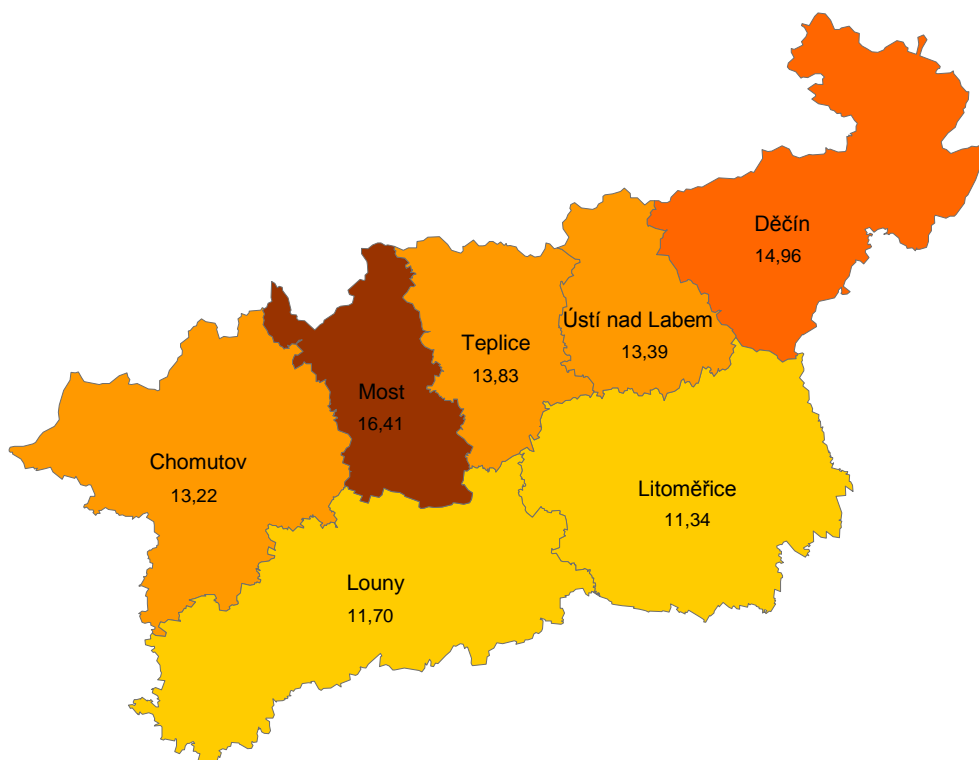 Děčín
14,96
Ústí nad Labem
13,39
Teplice
13,83
Most
16,41
Chomutov
13,22
Litoměřice
11,34
Louny
11,70